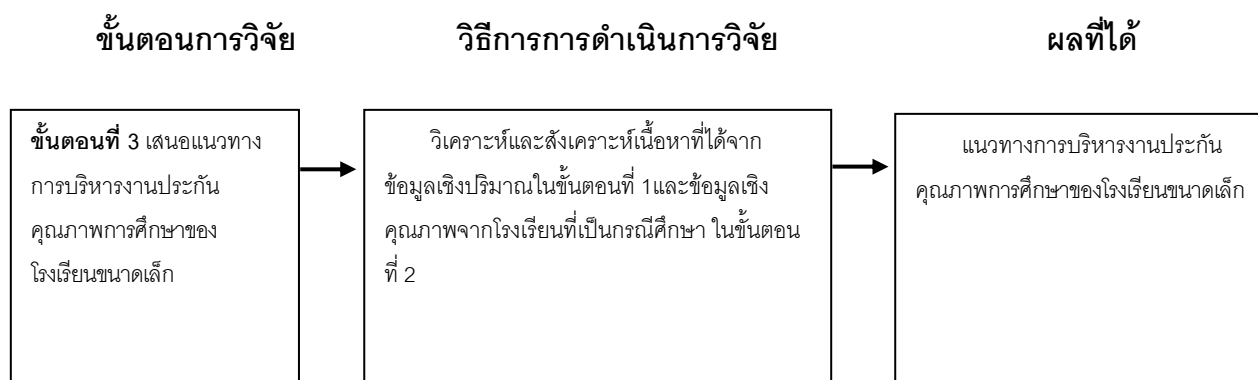 ขั้นตอนการวิจัย
วิธีการการดำเนินการวิจัย
ผลที่ได้
ขั้นตอนที่ 3 เสนอแนวทาง
การบริหารงานประกัน
คุณภาพการศึกษาของ
โรงเรียนขนาดเล็ก
วิเคราะห์และสังเคราะห์เนื้อหาที่ได้จาก
ข้อมูลเชิงปริมาณในขั้นตอนที่ 1และข้อมูลเชิง
คุณภาพจากโรงเรียนที่เป็นกรณีศึกษา ในขั้นตอน
ที่ 2
แนวทางการบริหารงานประกัน
คุณภาพการศึกษาของโรงเรียนขนาดเล็ก